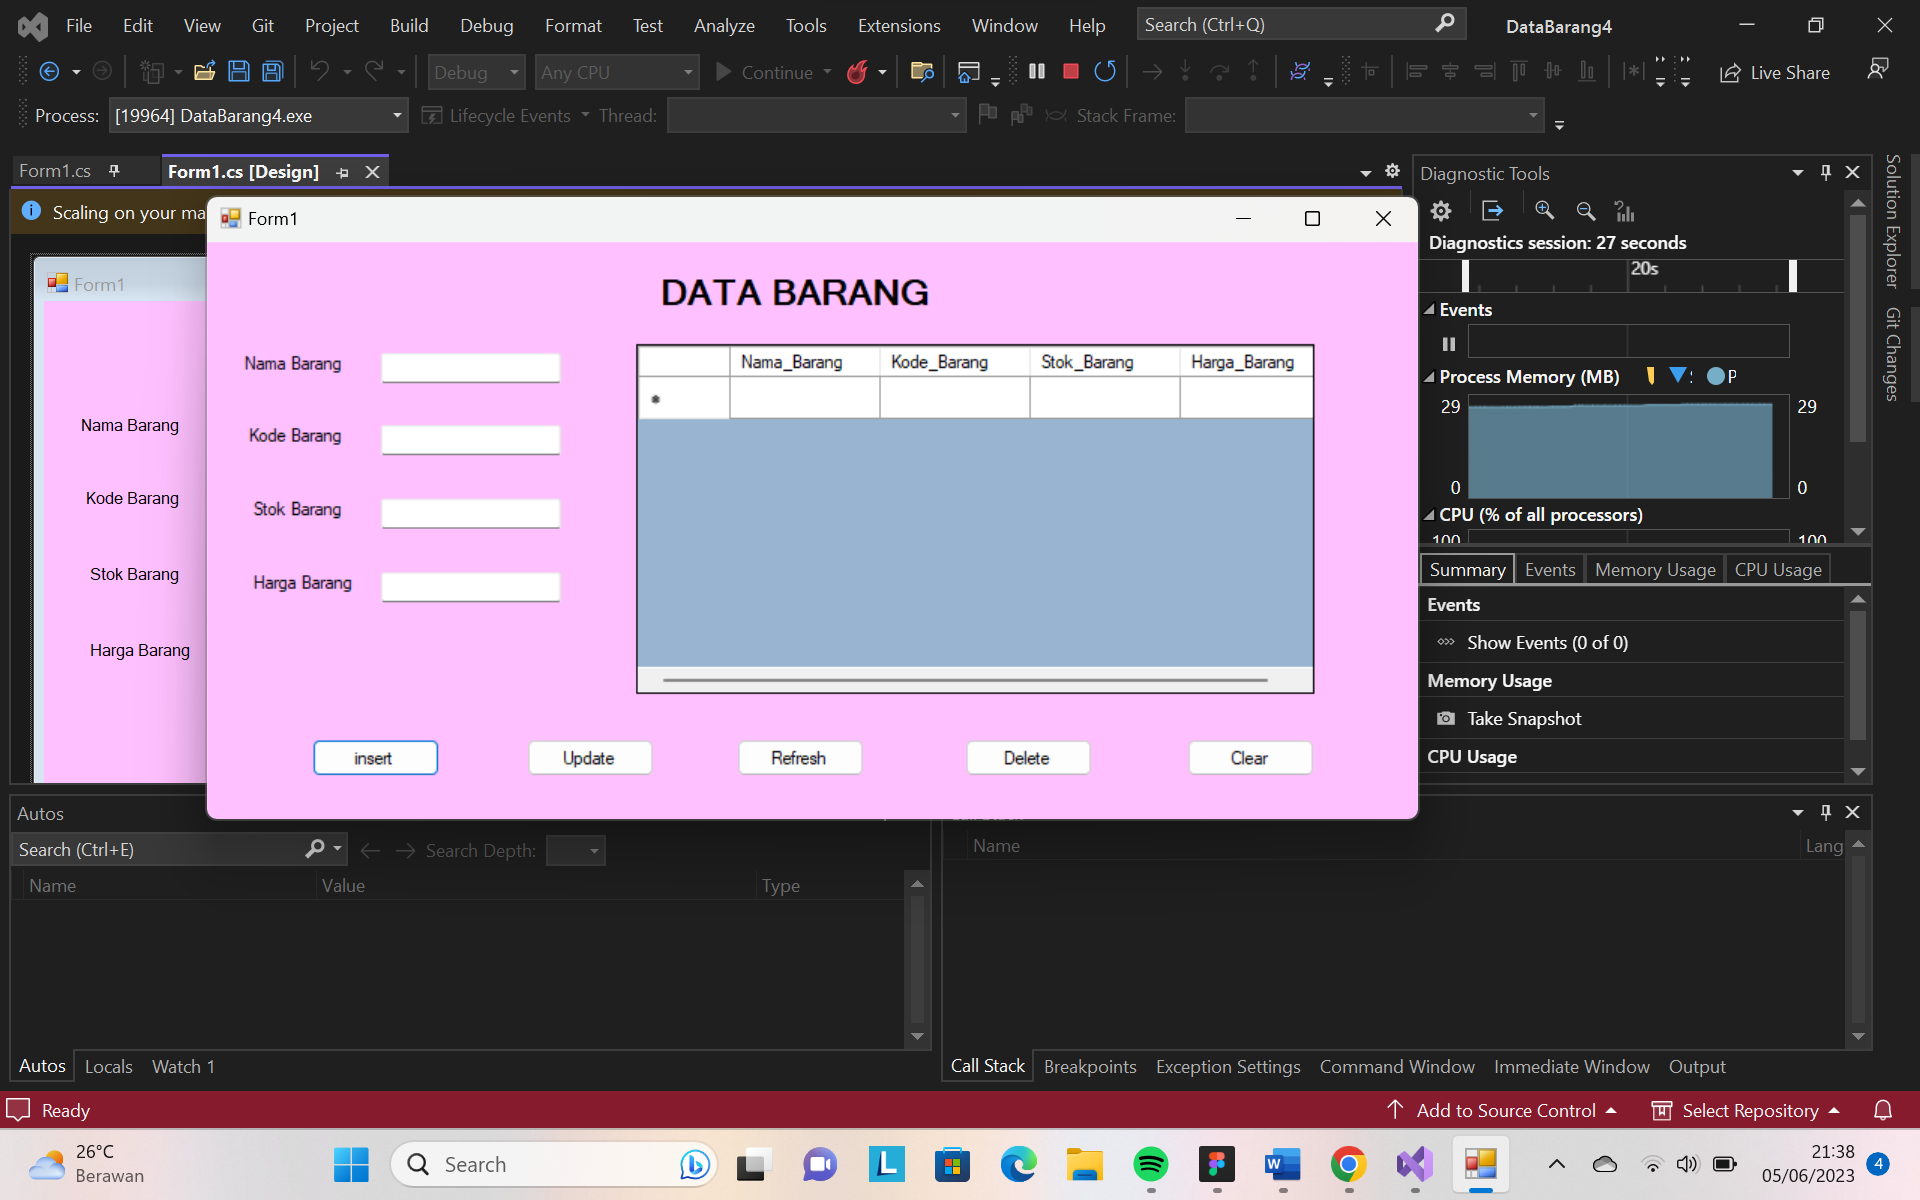 File Edit View Git Project Build Debug Format Test Analyze Tools Extensions Window Help Search (Ctrl+Q) DataBarang4
Debug Any CPU Continue Live Share
Process: [19964] DataBarang4.exe Lifecycle Events Thread: Stack Frame:
Form1.cs Form1.cs [Design]
Scaling on your ma
Form1
Nama Barang
Kode Barang
Stok Barang
Harga Barang
Form1
DATA BARANG
Nama Barang
Kode Barang
Stok Barang
Harga Barang
Nama_Barang Kode_Barang Stok_Barang Harga_Barang
insert Update Refresh Delete Clear
Diagnostic Tools
Diagnostics session: 27 seconds
20s
Events
Process Memory (MB) P
29 29
0 0
CPU (% of all processors)
100 100
Summary Events Memory Usage CPU Usage
Events
Show Events (0 of 0)
Memory Usage
Take Snapshot
CPU Usage
Solution Explorer
Git Changes
Autos
Search (Ctrl+E) Search Depth:
Name Value Type
Autos Locals Watch 1
Name Lang
Call Stack Breakpoints Exception Settings Command Window Immediate Window Output
Ready Add to Source Control Select Repository
26°C
Berawan
Search
21:38
05/06/2023
4